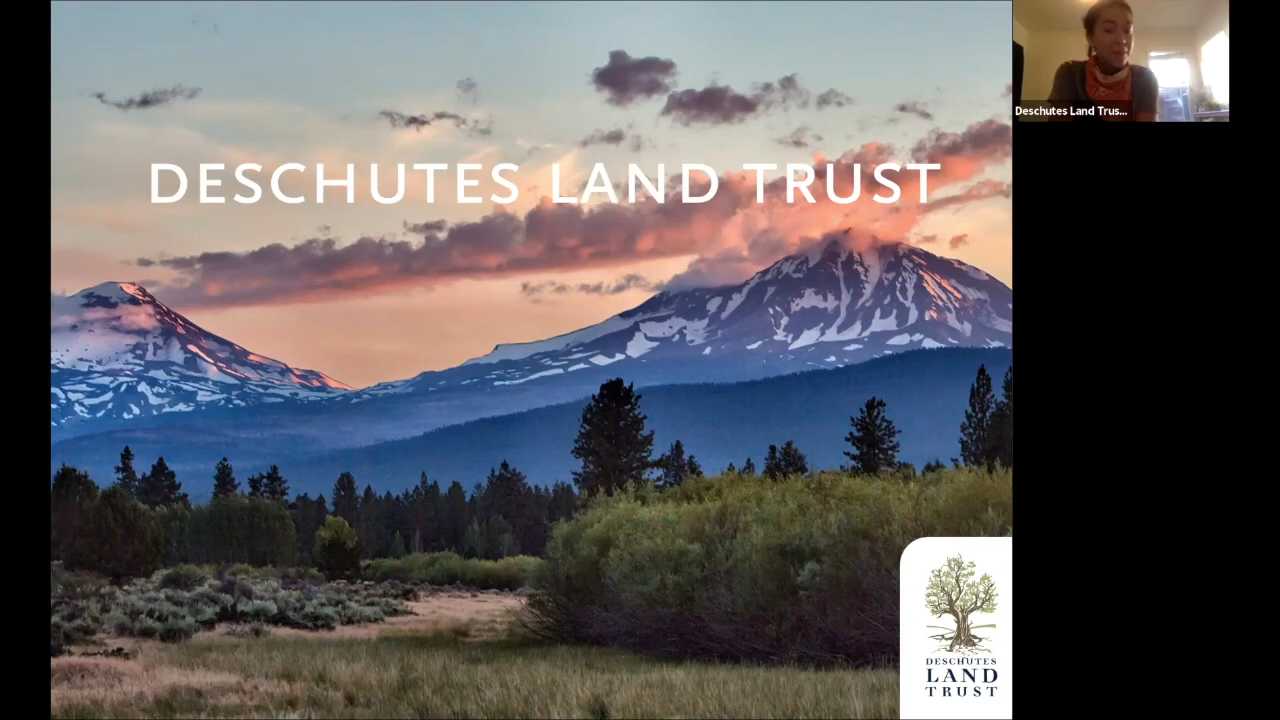 DESCHUTES LAND TRUST
Deschutes Land Trus...
DESCHUTES
LAND
TRUST